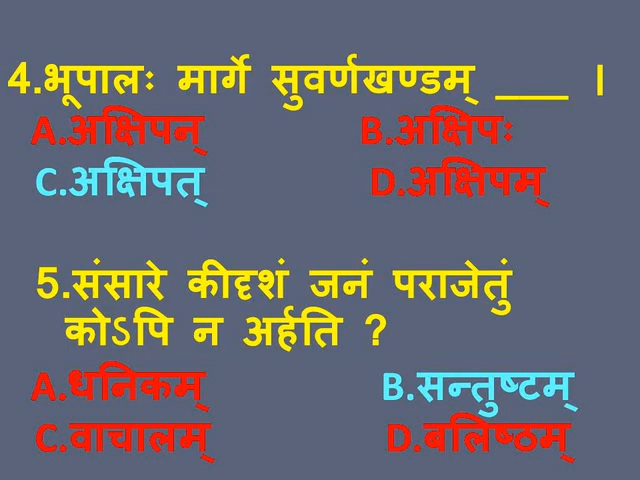 4.भूपालः मार्गे सुवर्णखण्डम् ___ ।
A.अक्षिपन् B.अक्षिपः
C.अक्षिपत् D.अक्षिपम्
5.संसारे कीदृशं जनं पराजेतुं
कोऽपि न अर्हति ?
A.धनिकम् B.सन्तुष्टम्
C.वाचालम् D.बलिष्ठम्